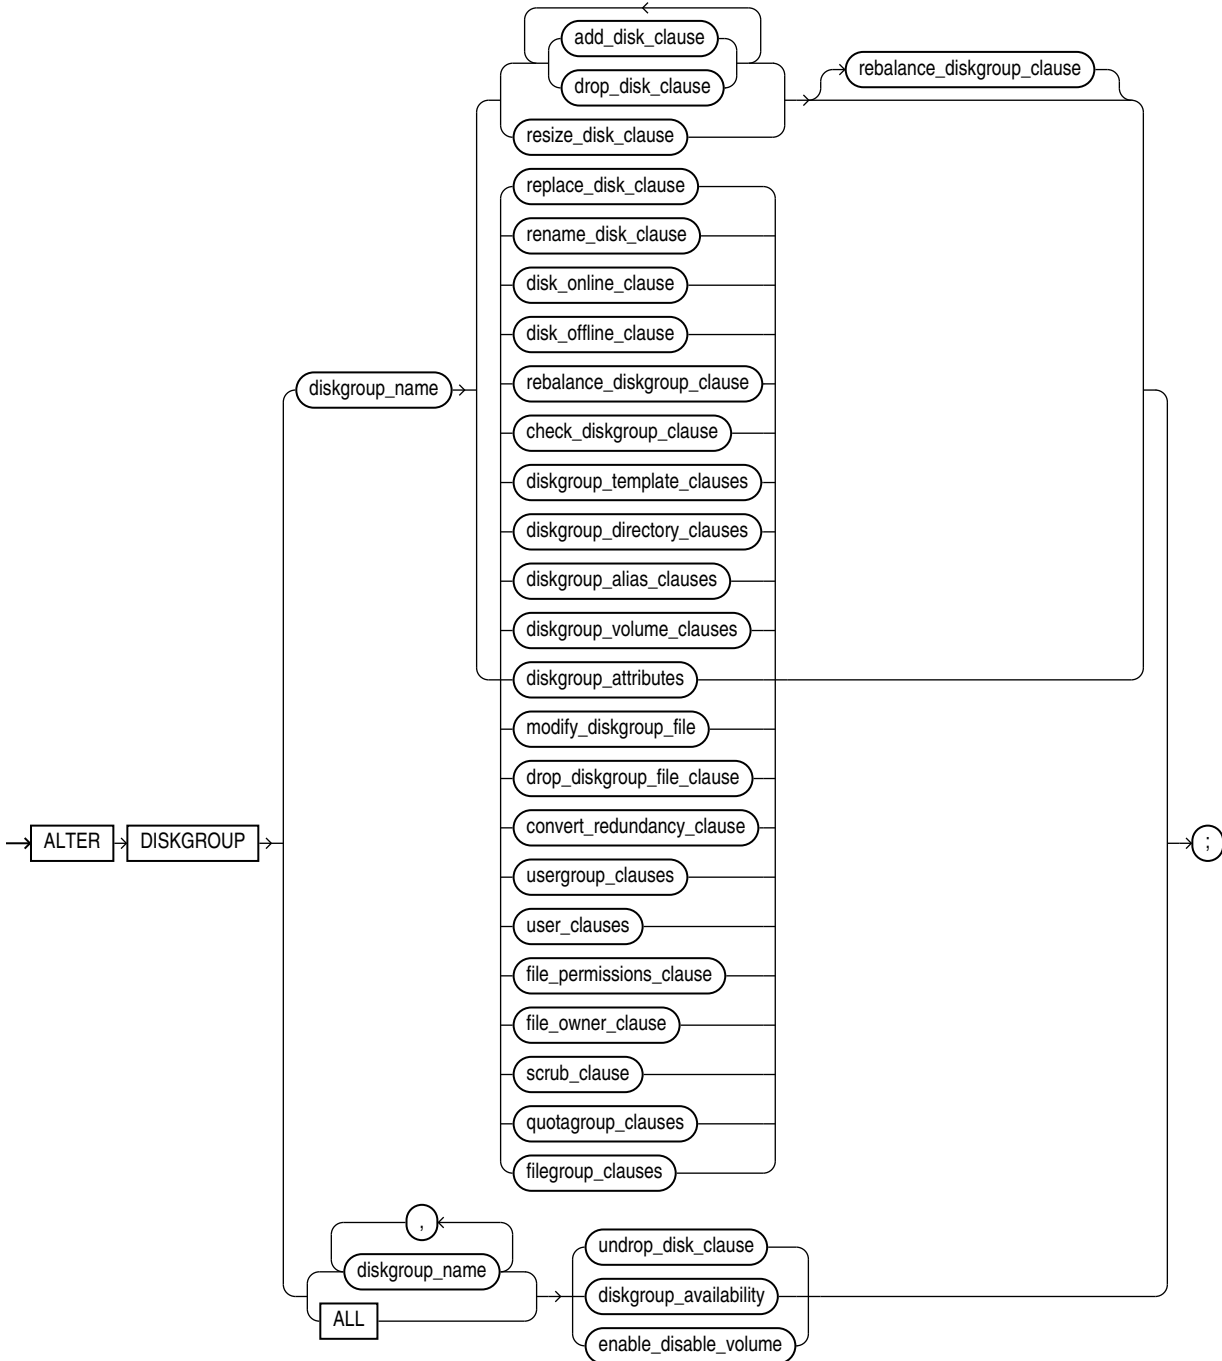 add_disk_clause
rebalance_diskgroup_clause
drop_disk_clause
resize_disk_clause
replace_disk_clause
rename_disk_clause
disk_online_clause
disk_offline_clause
rebalance_diskgroup_clause
diskgroup_name
check_diskgroup_clause
diskgroup_template_clauses
diskgroup_directory_clauses
diskgroup_alias_clauses
diskgroup_volume_clauses
diskgroup_attributes
modify_diskgroup_file
drop_diskgroup_file_clause
convert_redundancy_clause
ALTER DISKGROUP ;
usergroup_clauses
user_clauses
file_permissions_clause
file_owner_clause
scrub_clause
quotagroup_clauses
filegroup_clauses
,
undrop_disk_clause
diskgroup_name
diskgroup_availability
ALL
enable_disable_volume